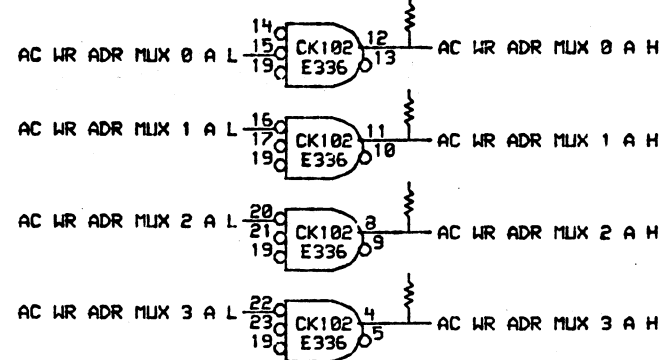 14 12
AC WR ADR MUX 0 A L 15 CK102 13 AC WR ADR MUX 0 A H
19 E336
16 11
AC WR ADR MUX 1 A L 17 CK102 10 AC WR ADR MUX 1 A H
19 E336
20 8
AC WR ADR MUX 2 A L 21 CK102 9 AC WR ADR MUX 2 A H
19 E336
22 4
AC WR ADR MUX 3 A L 23 CK102 5 AC WR ADR MUX 3 A H
19 E336